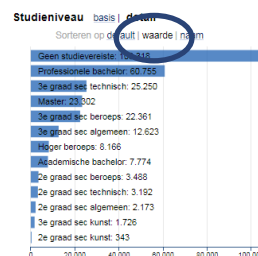 Studieniveau basis |
Sorteren op default | waarde | naam
Geen studievereiste:
Professionele bachelor: 60.755
3e graad sec technisch: 25.250
Master: 23.302
3e graad sec beroeps: 22.361
3e graad sec algemeen: 12.623
Hoger beroeps: 8.166
Academische bachelor: 7.774
2e graad sec beroeps: 3.488
2e graad sec technisch: 3.192
2e graad sec algemeen: 2.173
3e graad sec kunst: 1.726
2e graad sec kunst: 343
0 20.000 40.000 60.000 80.000